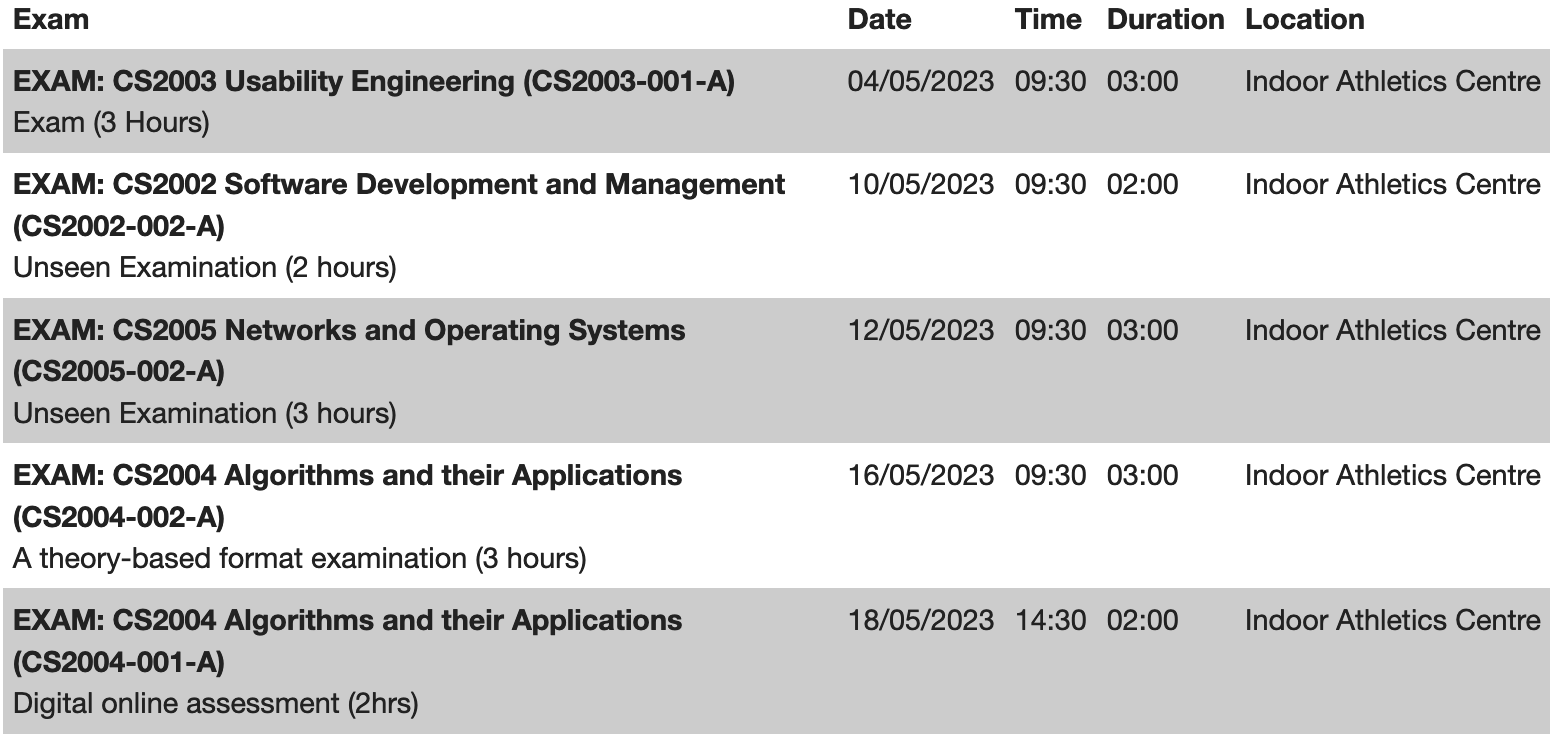 Exam Date Time Duration Location
EXAM: CS2003 Usability Engineering (CS2003-001-A) 04/05/2023 09:30 03:00 Indoor Athletics Centre
Exam (3 Hours)
EXAM: CS2002 Software Development and Management 10/05/2023 09:30 02:00 Indoor Athletics Centre
(CS2002-002-A)
Unseen Examination (2 hours)
EXAM: CS2005 Networks and Operating Systems 12/05/2023 09:30 03:00 Indoor Athletics Centre
(CS2005-002-A)
Unseen Examination (3 hours)
EXAM: CS2004 Algorithms and their Applications 16/05/2023 09:30 03:00 Indoor Athletics Centre
(CS2004-002-A)
A theory-based format examination (3 hours)
EXAM: CS2004 Algorithms and their Applications 18/05/2023 14:30 02:00 Indoor Athletics Centre
(CS2004-001-A)
Digital online assessment (2hrs)